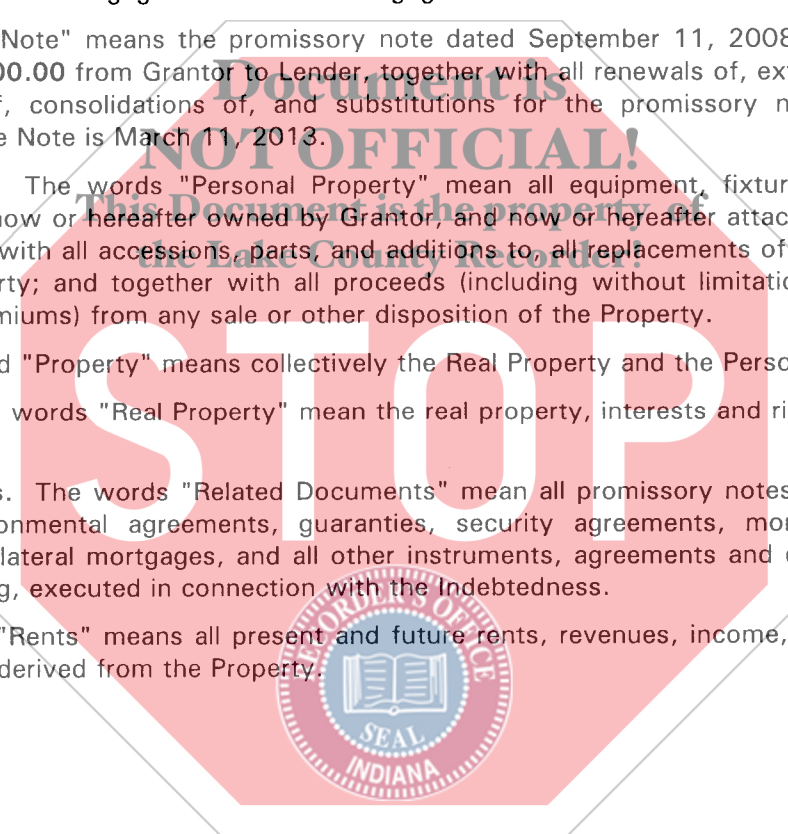 Note" means the promissory note dated September 11, 2008
00.00 from Grantor to Lender, together with all renewals of, ex
f, consolidations of, and substitutions for the promissory n
e Note is March 11, 2013.
The words "Personal Property" mean all equipment, fixtur
now or hereafter owned by Grantor, and now or hereafter attac
with all accessions, parts, and additions to, all replacements of
rty; and together with all proceeds (including without limitatio
miums) from any sale or other disposition of the Property.
d "Property" means collectively the Real Property and the Perso
words "Real Property" mean the real property, interests and ri
s. The words "Related Documents" mean all promissory notes
onmental agreements, guaranties, security agreements, mor
lateral mortgages, and all other instruments, agreements and
g, executed in connection with the Indebtedness.
"Rents" means all present and future rents, revenues, income,
derived from the Property.
Document is
NOT OFFICIAL!
This Document is the property of
the Lake County Recorder!
STOP
RECORDER'S OFFICE
SEAL
INDIANA